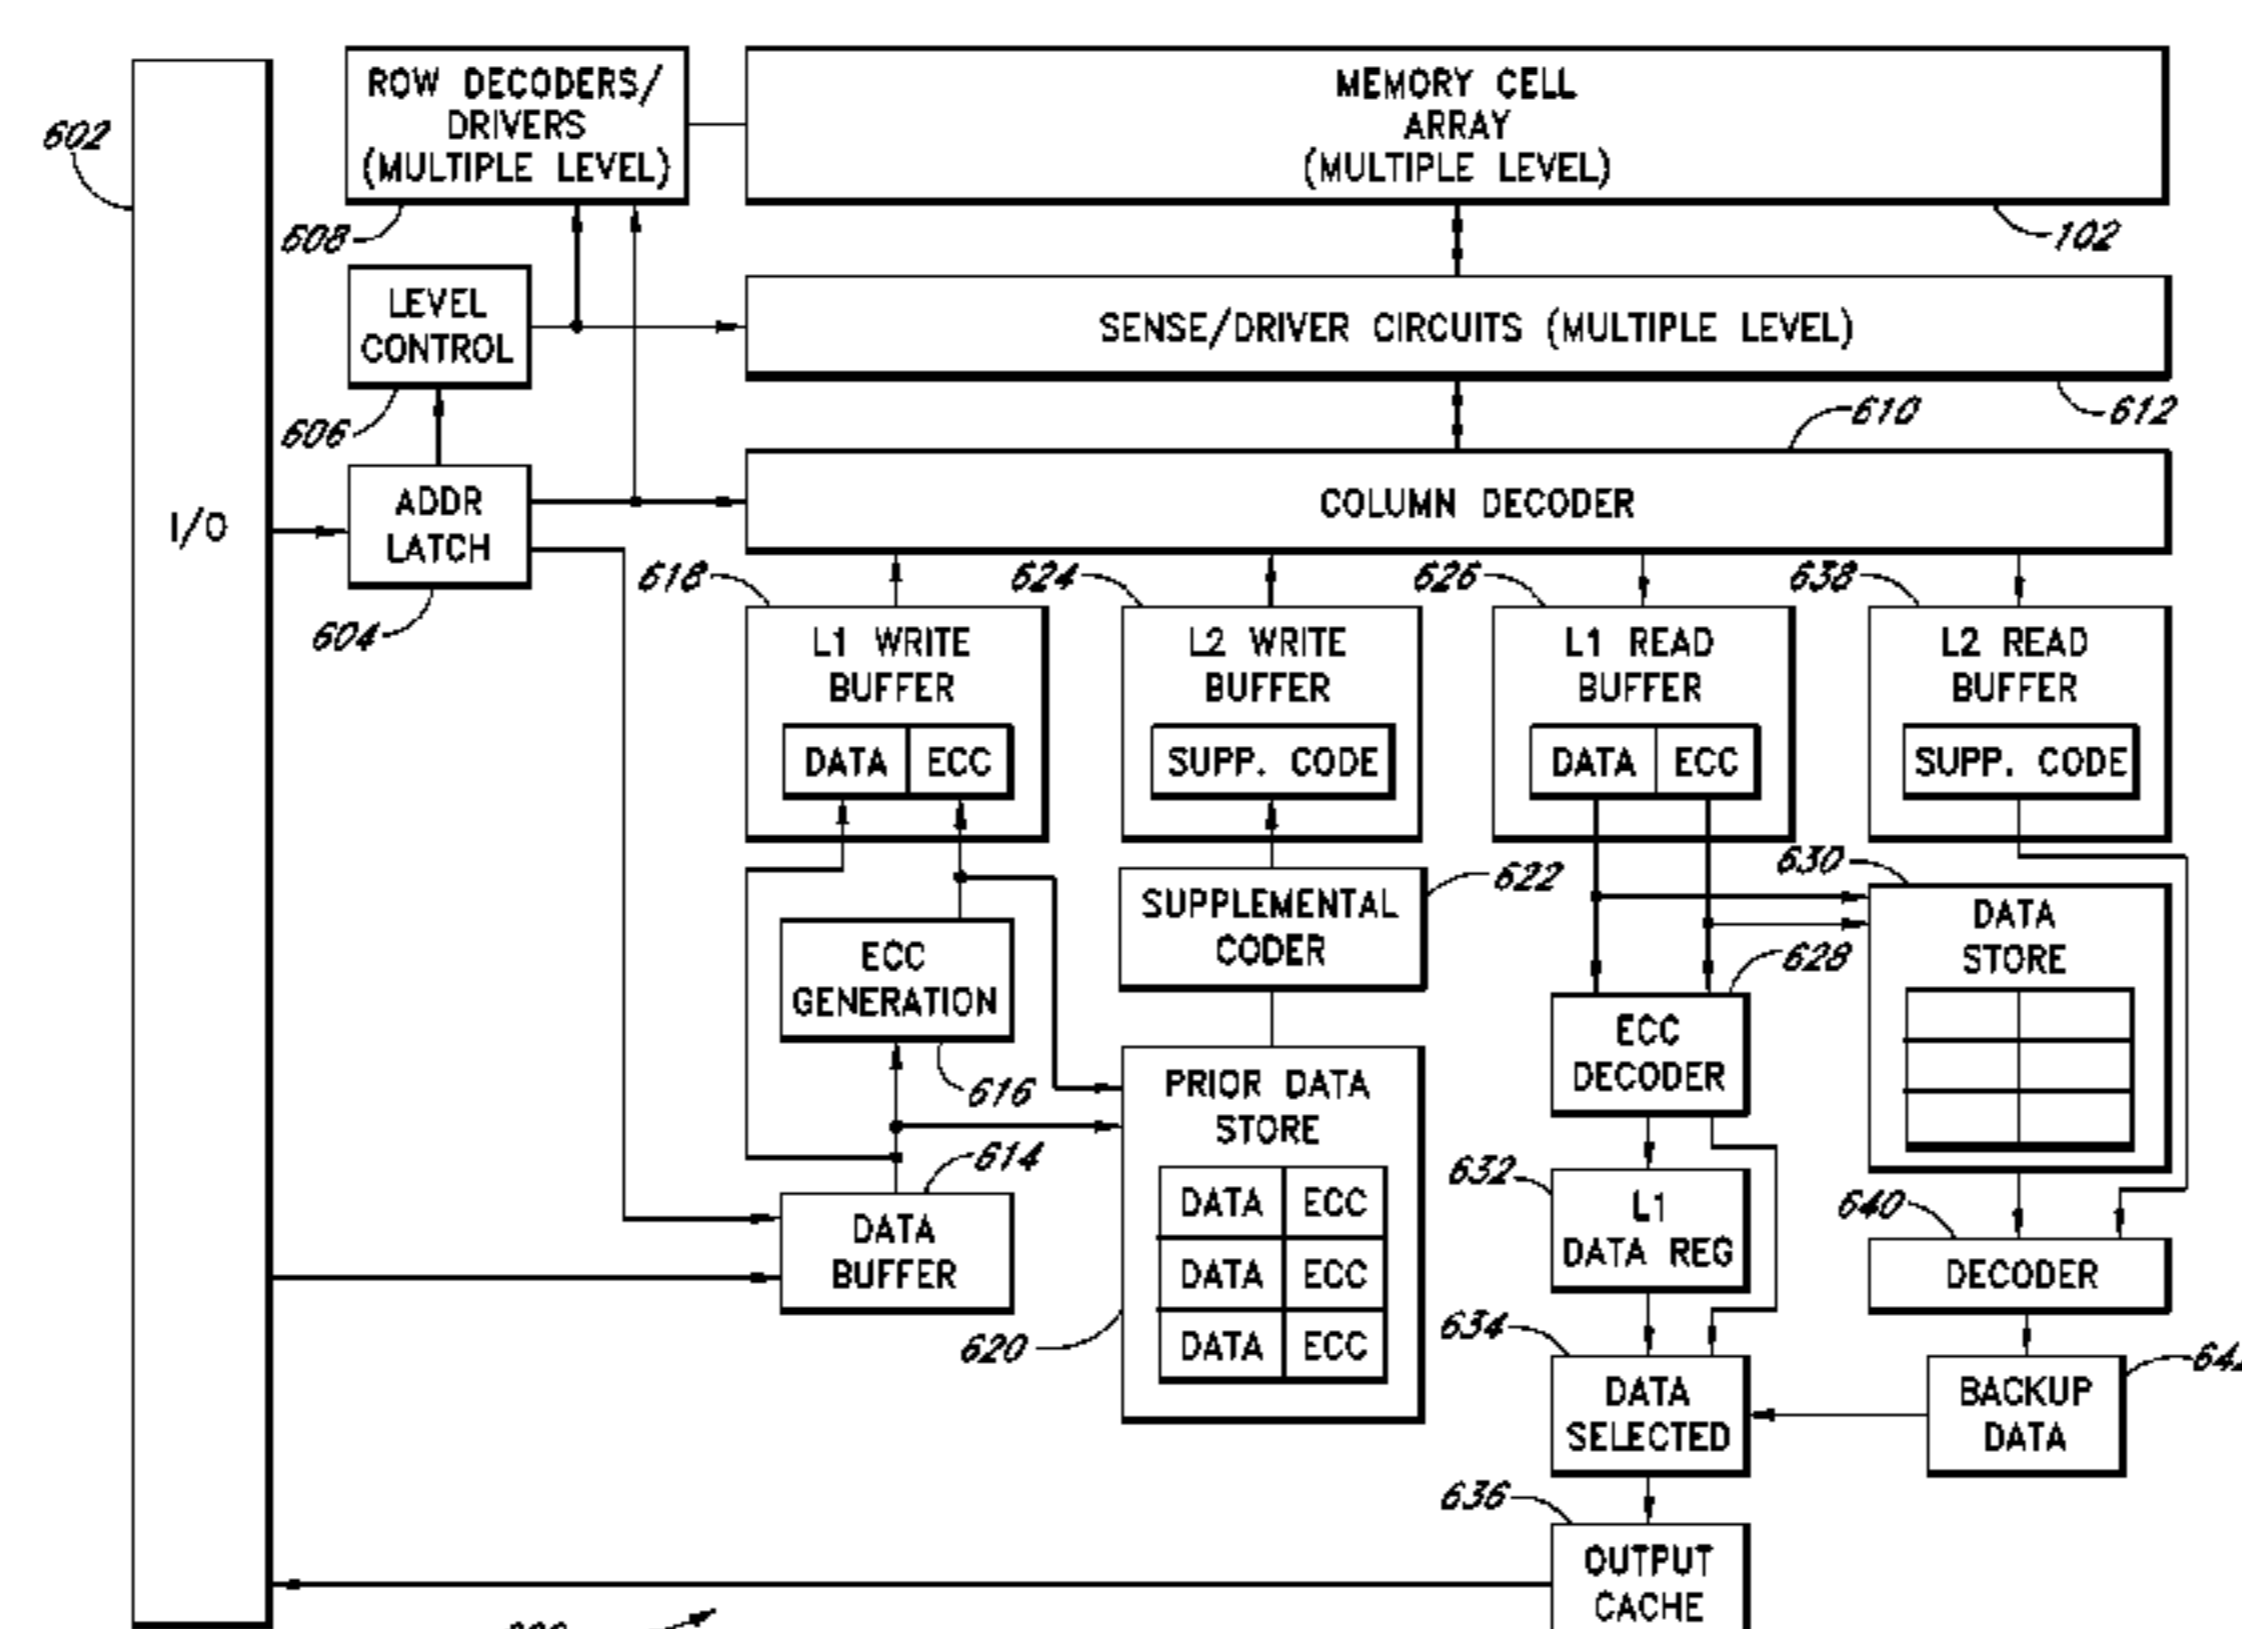 ROW DECODERS/
DRIVERS
(MULTIPLE LEVEL)
MEMORY CELL
ARRAY
(MULTIPLE LEVEL)
602
608
102
LEVEL
CONTROL
SENSE/DRIVER CIRCUITS (MULTIPLE LEVEL)
606
610
612
I/O
ADDR
LATCH
COLUMN DECODER
604
618
624
626
638
L1 WRITE
BUFFER
DATA
ECC
L2 WRITE
BUFFER
SUPP. CODE
L1 READ
BUFFER
DATA
ECC
L2 READ
BUFFER
SUPP. CODE
ECC
GENERATION
616
SUPPLEMENTAL
CODER
622
630
DATA
STORE
628
ECC
DECODER
PRIOR DATA
STORE
DATA
ECC
DATA
ECC
DATA
ECC
620
614
DATA
BUFFER
632
L1
DATA REG
640
DECODER
634
DATA
SELECTED
BACKUP
DATA
636
OUTPUT
CACHE